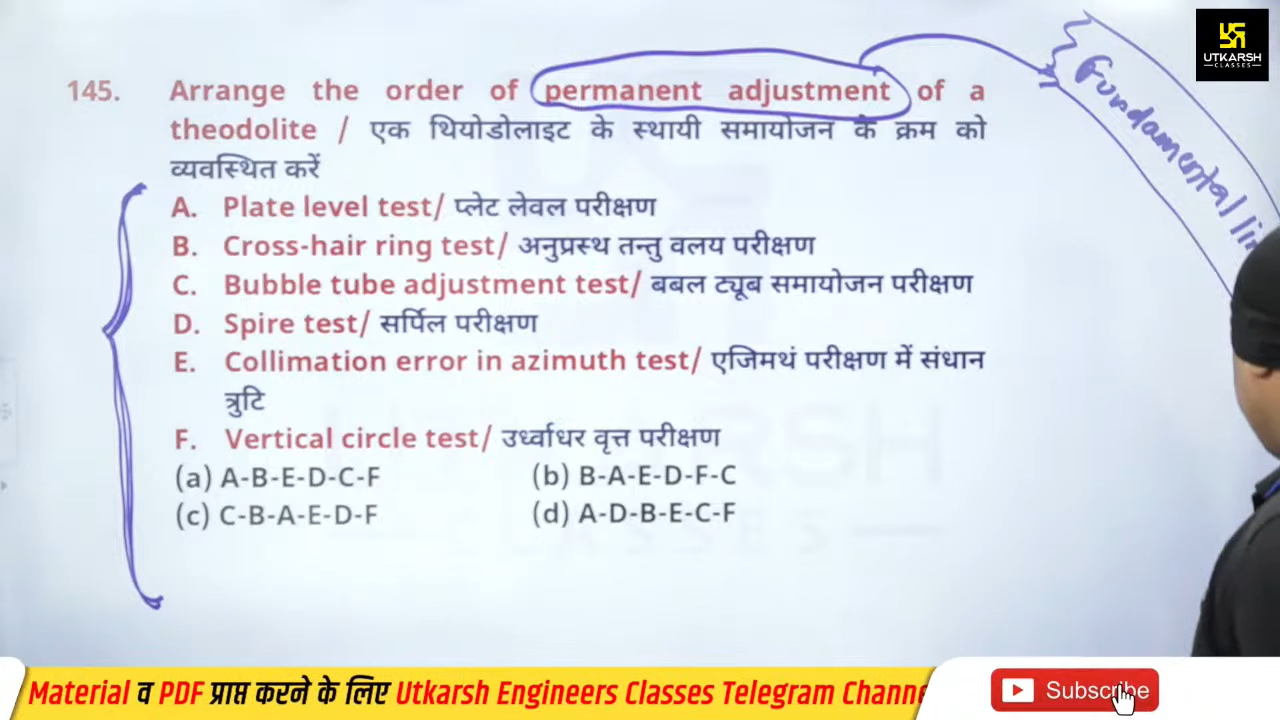 145. Arrange the order of permanent adjustment of a
theodolite / एक थियोडोलाइट के स्थायी समायोजन के क्रम को
व्यवस्थित करें
A. Plate level test/ प्लेट लेवल परीक्षण
B. Cross-hair ring test/ अनुप्रस्थ तन्तु वलय परीक्षण
C. Bubble tube adjustment test/ बबल ट्यूब समायोजन परीक्षण
D. Spire test/ सर्पिल परीक्षण
E. Collimation error in azimuth test/ एजिमथं परीक्षण में संधान
त्रुटि
F. Vertical circle test/ उर्ध्वाधर वृत्त परीक्षण
(a) A-B-E-D-C-F (b) B-A-E-D-F-C
(c) C-B-A-E-D-F (d) A-D-B-E-C-F
Fundamental
UTKARSH
CLASSES
UTKARSH
CLASSES
Material व PDF प्राप्त करने के लिए Utkarsh Engineers Classes Telegram
Subscribe